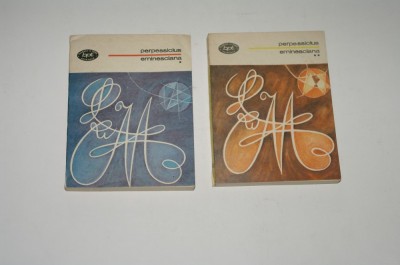 bpt
perpessicius
eminesciana
*
bpt
perpessicius
eminesciana
**